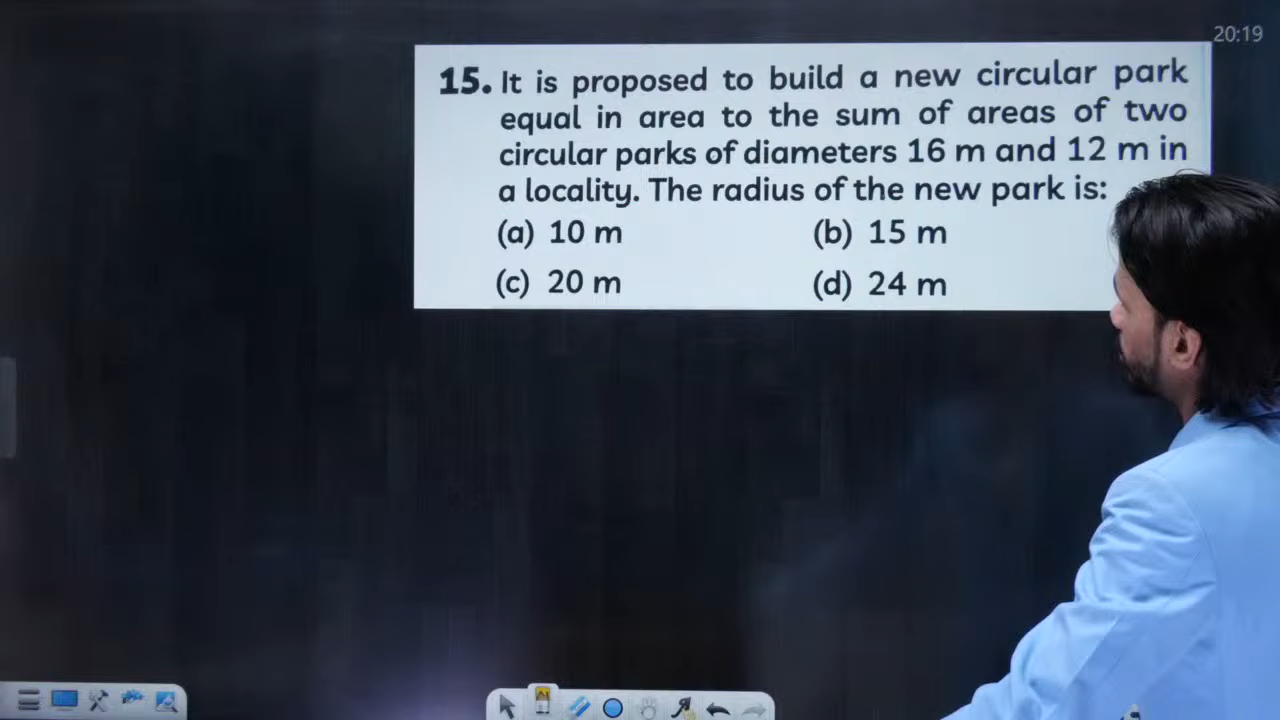 20:19
15. It is proposed to build a new circular park
equal in area to the sum of areas of two
circular parks of diameters 16 m and 12 m in
a locality. The radius of the new park is:
(a) 10 m (b) 15 m
(c) 20 m (d) 24 m